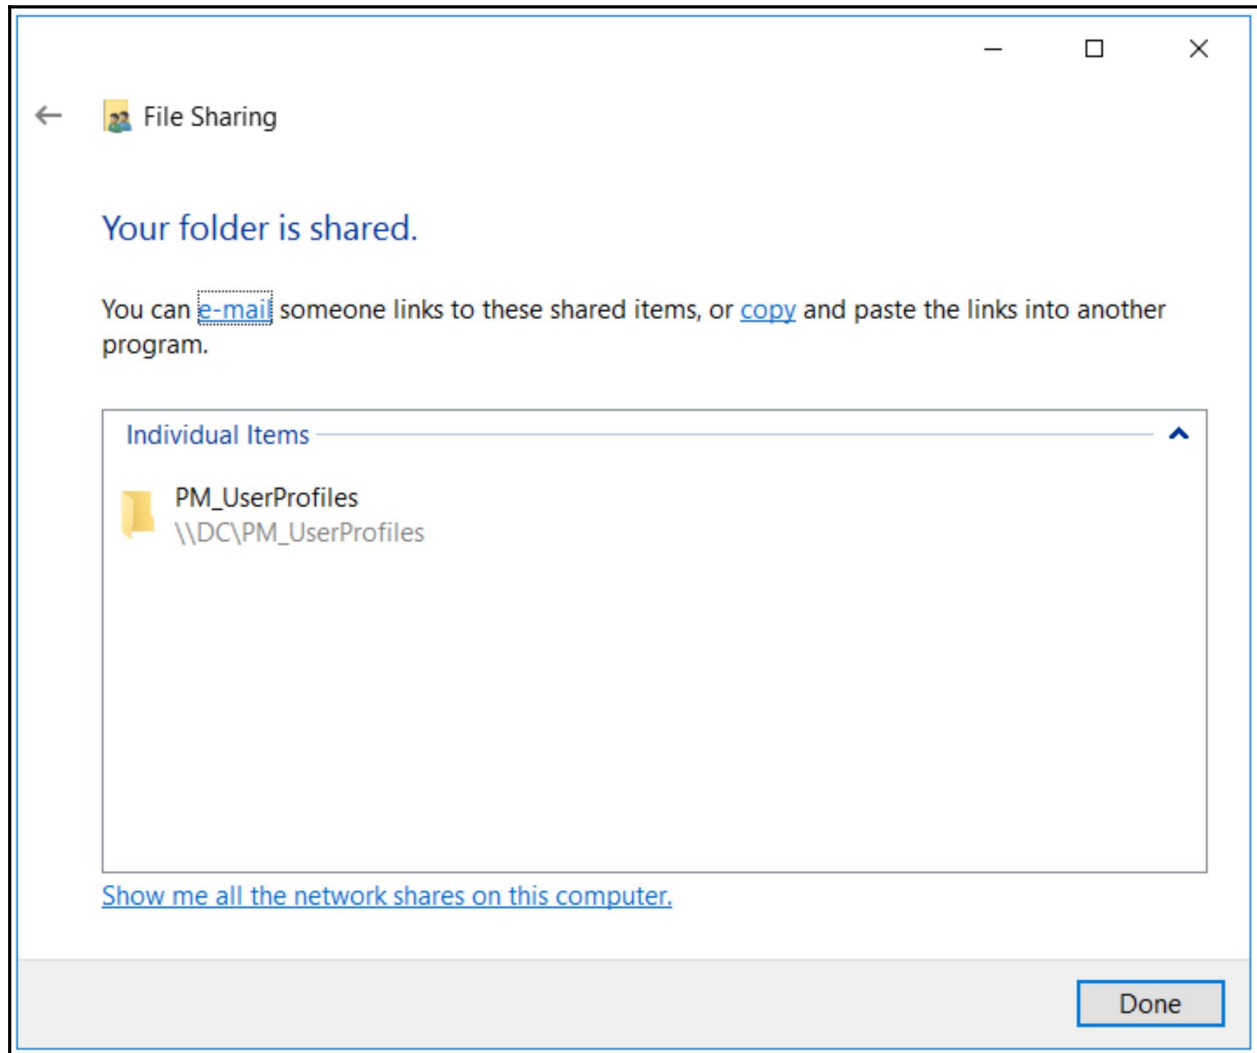 File Sharing
Your folder is shared.
You can e-mail someone links to these shared items, or copy and paste the links into another
program.
Individual Items
PM_UserProfiles
\\DC\PM_UserProfiles
Show me all the network shares on this computer.
Done